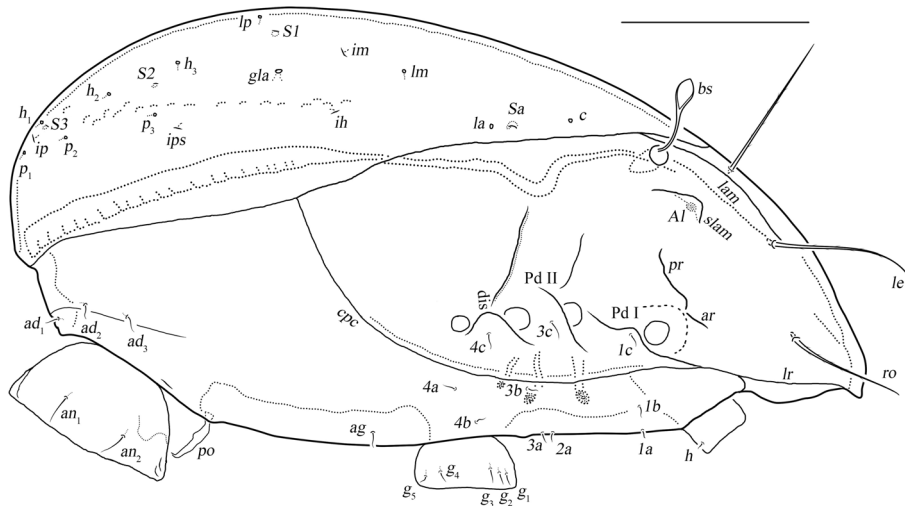 lp
S1
im
h3
S2
gla
lm
h2
bs
h1
S3
p3
ih
la
Sa
c
ip
p2
ips
p1
lam
Al
slam
pr
le
Pd II
dis
Pd I
cpc
ar
ad1
ad2
ad3
4c
3c
1c
lr
ro
4a
3b
1b
an1
4b
ag
3a
2a
1a
h
an2
po
g5
g4
g3
g2
g1